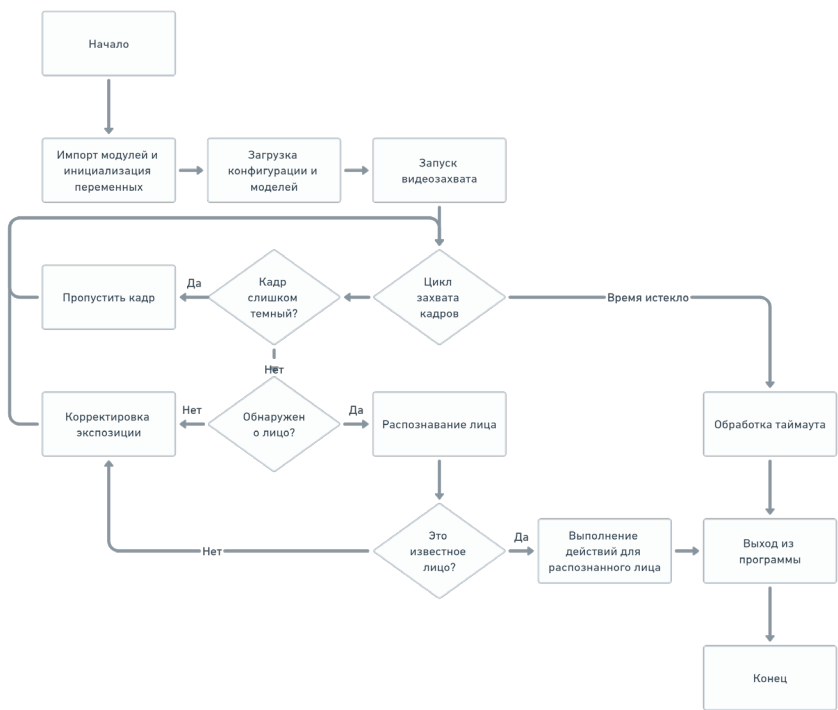 Начало
Импорт модулей и
инициализация
переменных
Загрузка
конфигурации и
моделей
Запуск
видеозахвата
Пропустить кадр
Да
Кадр
слишком
темный?
Цикл
захвата
кадров
Время истекло
Нет
Корректировка
экспозиции
Нет
Обнаружен
о лицо?
Да
Распознавание лица
Обработка таймаута
Нет
Это
известное
лицо?
Да
Выполнение
действий для
распознанного лица
Выход из
программы
Конец